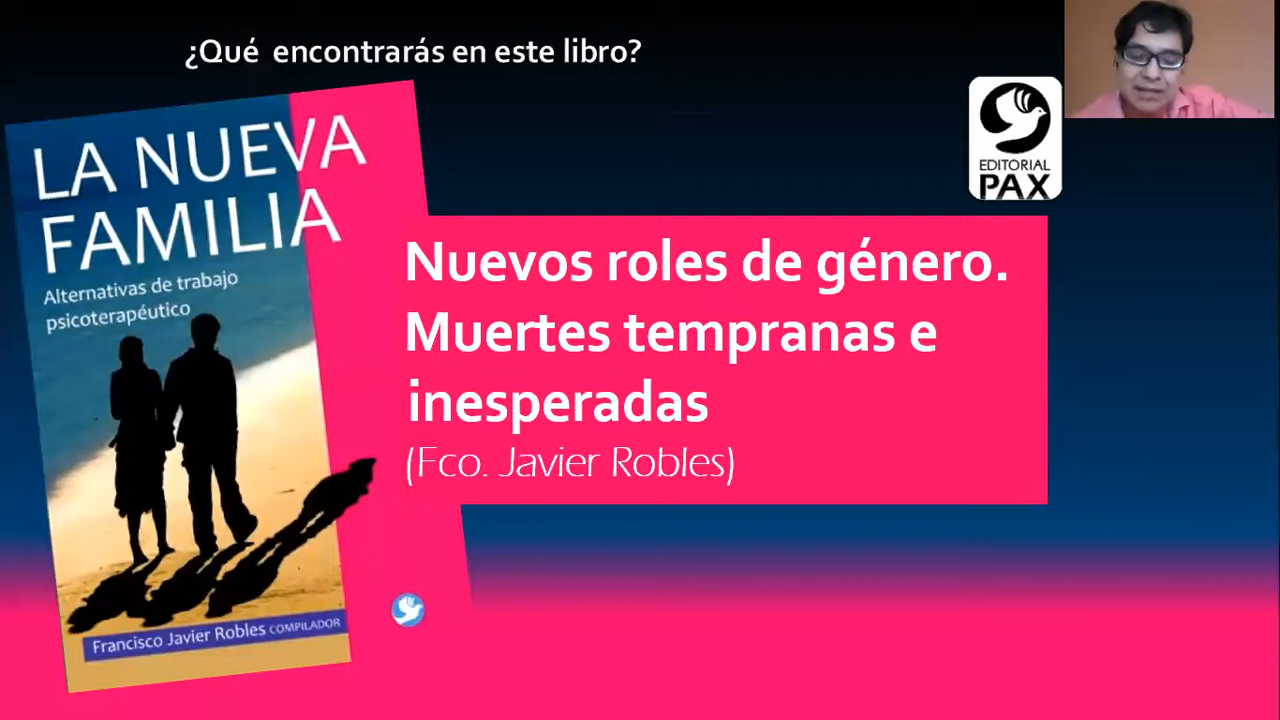 ¿Qué encontrarás en este libro?
LA NUEVA
FAMILIA
Alternativas de trabajo
psicoterapéutico
Francisco Javier Robles COMPILADOR
EDITORIAL
PAX
Nuevos roles de género.
Muertes tempranas e
inesperadas
(Fco. Javier Robles)